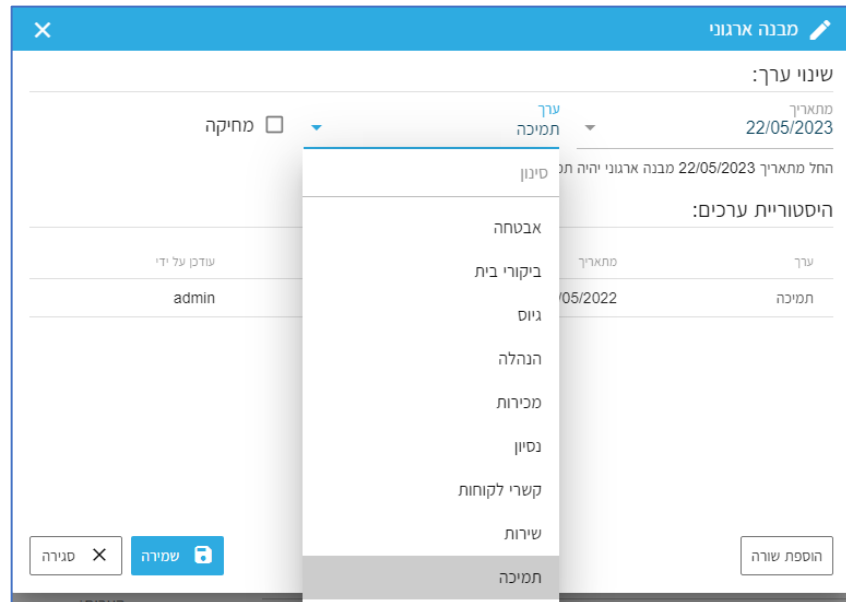 מבנה ארגוני
שינוי ערך:
מתאריך
22/05/2023
ערך
תמיכה
מחיקה
החל מתאריך 22/05/2023 מבנה ארגוני יהיה
היסטוריית ערכים:
ערך
מתאריך
עודכן על ידי
תמיכה
/05/2022
admin
סינון
אבטחה
ביקורי בית
גיוס
הנהלה
מכירות
נסיון
קשרי לקוחות
שירות
תמיכה
הוספת שורה
שמירה
סגירה